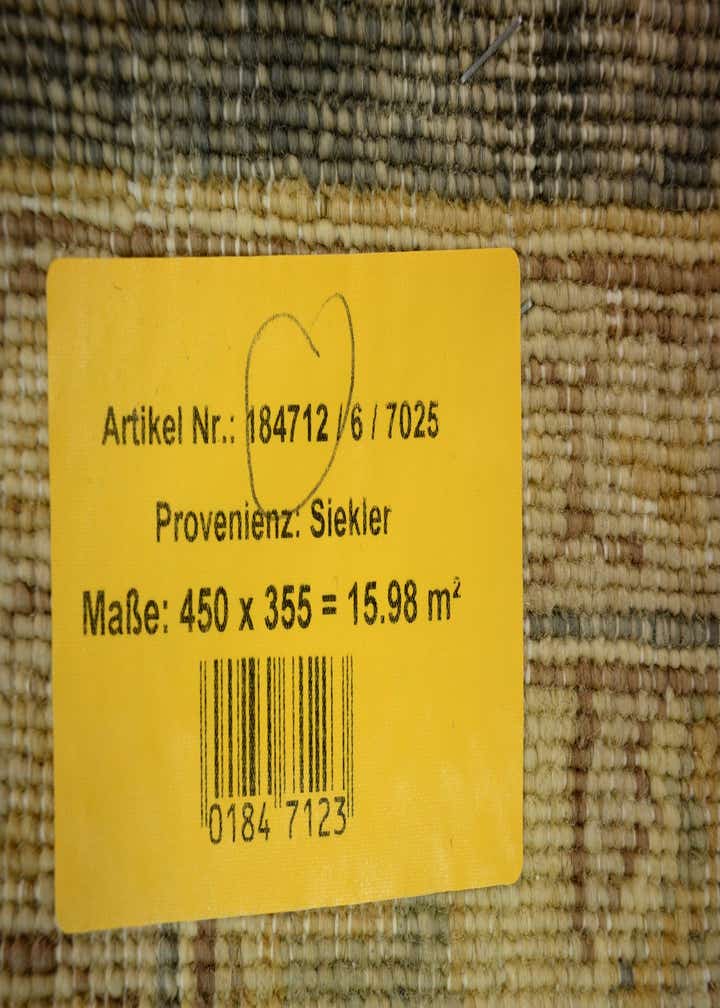 Artikel Nr.: 184712 / 6 / 7025
Provenienz: Siekler
Maße: 450 x 355 = 15.98 m²
0184 7123